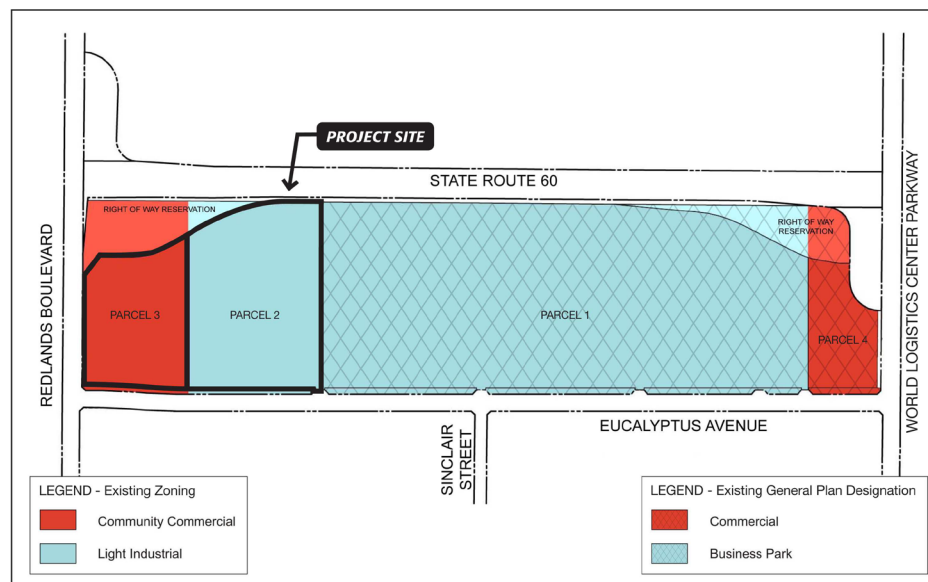 PROJECT SITE
STATE ROUTE 60
RIGHT OF WAY RESERVATION
RIGHT OF WAY
RESERVATION
REDLANDS BOULEVARD
PARCEL 3
PARCEL 2
PARCEL 1
PARCEL 4
WORLD LOGISTICS CENTER PARKWAY
SINCLAIR
STREET
EUCALYPTUS AVENUE
LEGEND - Existing Zoning
Community Commercial
Light Industrial
LEGEND - Existing General Plan Designation
Commercial
Business Park